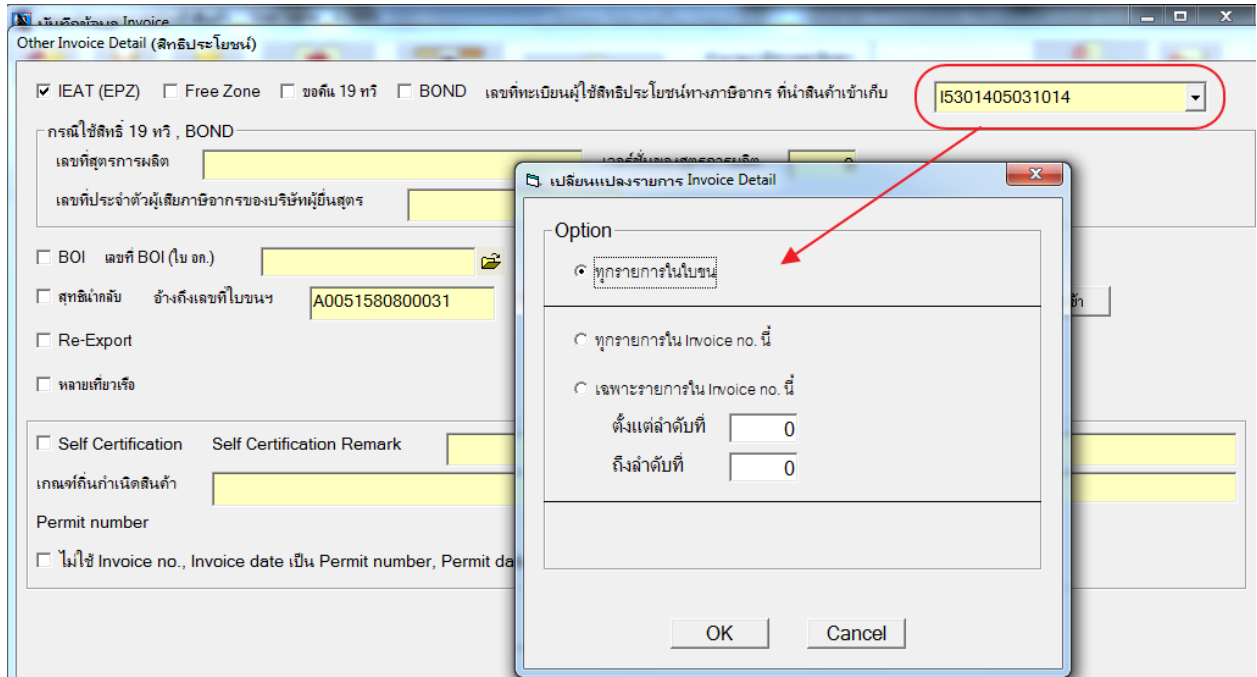 บันทึกข้อมูล Invoice
Other Invoice Detail (สิทธิประโยชน์)
IEAT (EPZ) Free Zone ขอคืน 19 ทวิ BOND เลขที่ทะเบียนผู้ใช้สิทธิประโยชน์ทางภาษีอากร ที่นำสินค้าเข้าเก็บ I5301405031014
กรณีใช้สิทธิ์ 19 ทวิ , BOND
เลขที่สูตรการผลิต
เลขที่ประจำตัวผู้เสียภาษีอากรของบริษัทผู้ยื่นสูตร
BOI เลขที่ BOI (ใบ อก.)
สุทธินำกลับ อ้างถึงเลขที่ใบขนฯ A0051580800031
Re-Export
หลายเที่ยวเรือ
Self Certification Self Certification Remark
เกณฑ์ถิ่นกำเนิดสินค้า
Permit number
ไม่ใช้ Invoice no., Invoice date เป็น Permit number, Permit da
เปลี่ยนแปลงรายการ Invoice Detail
Option
ทุกรายการในใบขน
ทุกรายการใน Invoice no. นี้
เฉพาะรายการใน Invoice no. นี้
ตั้งแต่ลำดับที่ 0
ถึงลำดับที่ 0
OK Cancel